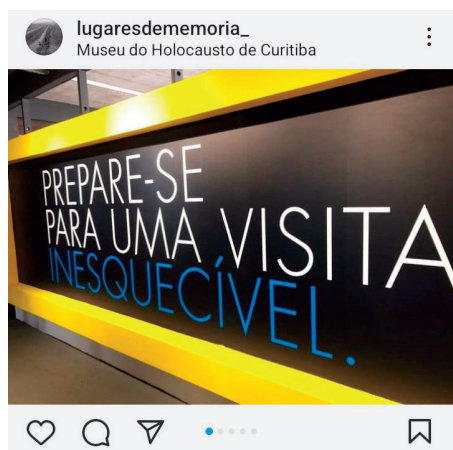 lugaresdememoria_
Museu do Holocausto de Curitiba
PREPARE-SE
PARA UMA VISITA
INESQUECÍVEL.